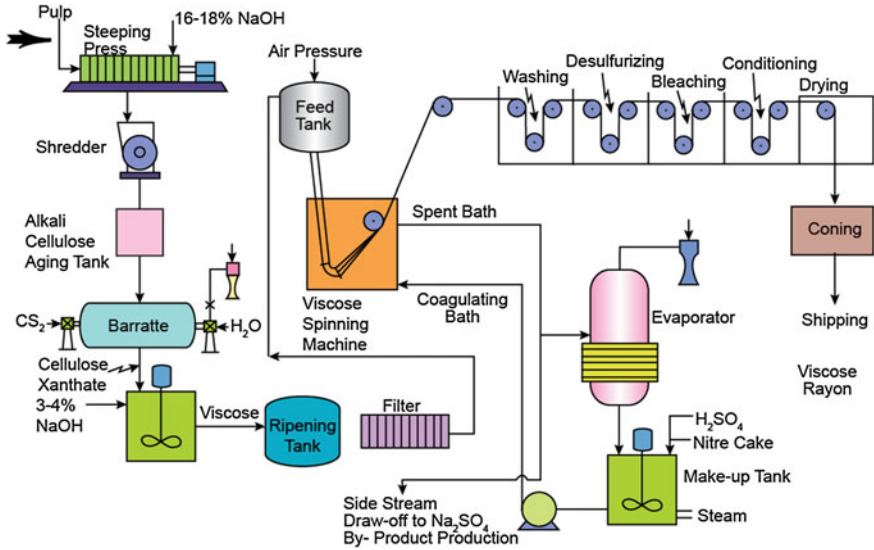 Pulp
16-18% NaOH
Steeping
Press
Shredder
Alkali
Cellulose
Aging Tank
CS₂
Barratte
H₂O
Cellulose
Xanthate
3-4%
NaOH
Viscose
Ripening
Tank
Filter
Air Pressure
Feed
Tank
Viscose
Spinning
Machine
Spent Bath
Coagulating
Bath
Washing
Desulfurizing
Bleaching
Conditioning
Drying
Coning
Shipping
Viscose
Rayon
Evaporator
H₂SO₄
Nitre Cake
Make-up Tank
Steam
Side Stream
Draw-off to Na₂SO₄
By- Product Production